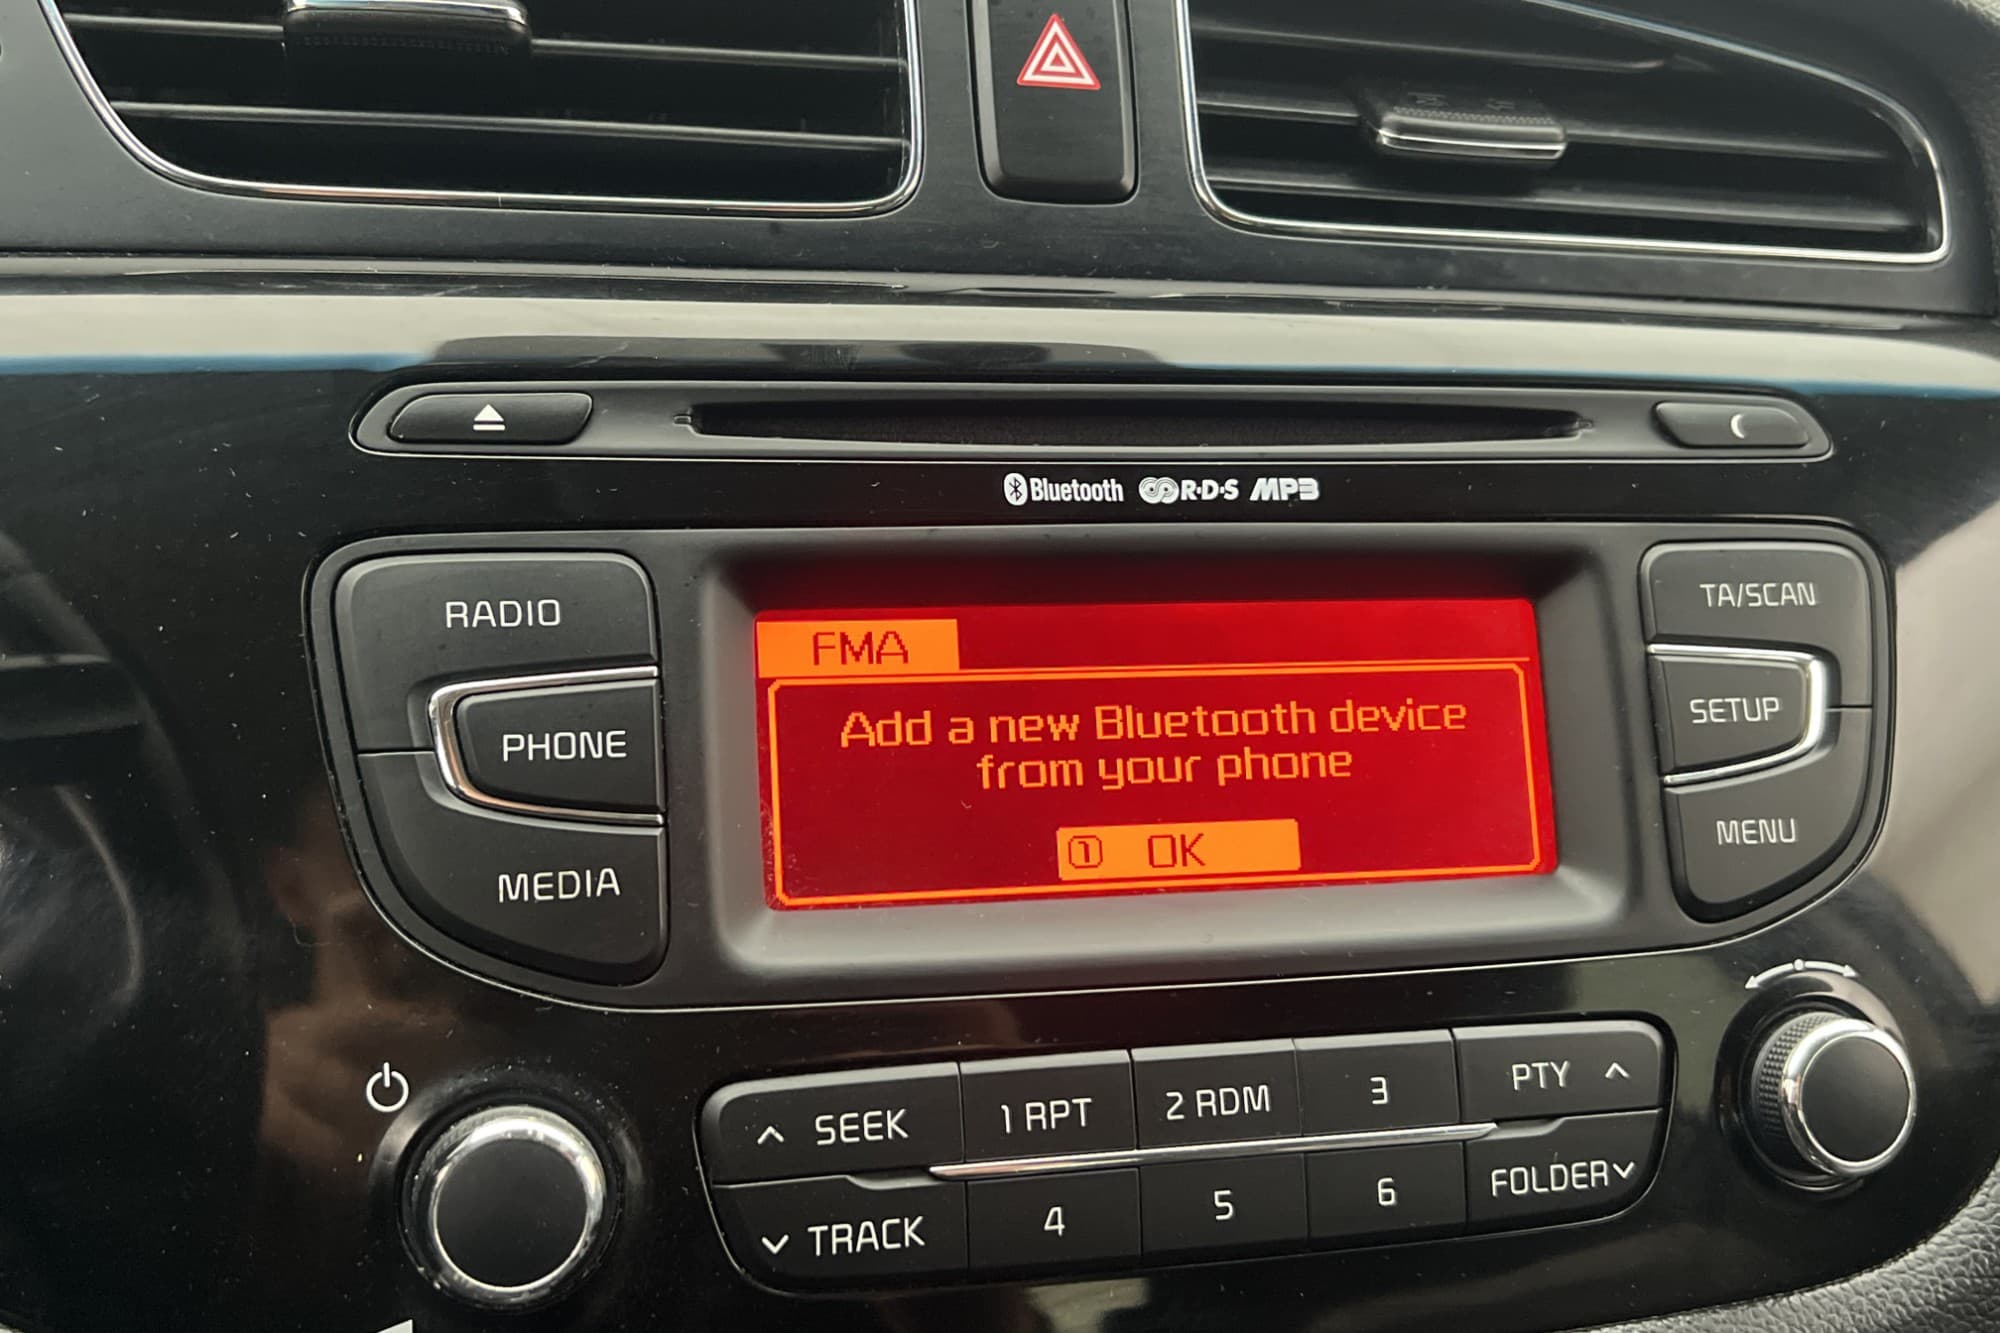 Bluetooth R·D·S MP3
RADIO
PHONE
MEDIA
FMA
Add a new Bluetooth device
from your phone
1 OK
TA/SCAN
SETUP
MENU
SEEK
1 RPT
2 RDM
3
PTY
TRACK
4
5
6
FOLDER